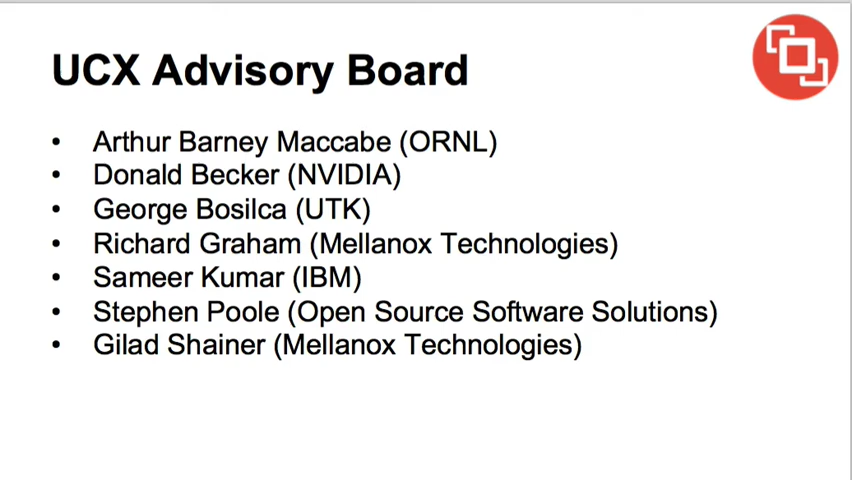 UCX Advisory Board
• Arthur Barney Maccabe (ORNL)
• Donald Becker (NVIDIA)
• George Bosilca (UTK)
• Richard Graham (Mellanox Technologies)
• Sameer Kumar (IBM)
• Stephen Poole (Open Source Software Solutions)
• Gilad Shainer (Mellanox Technologies)